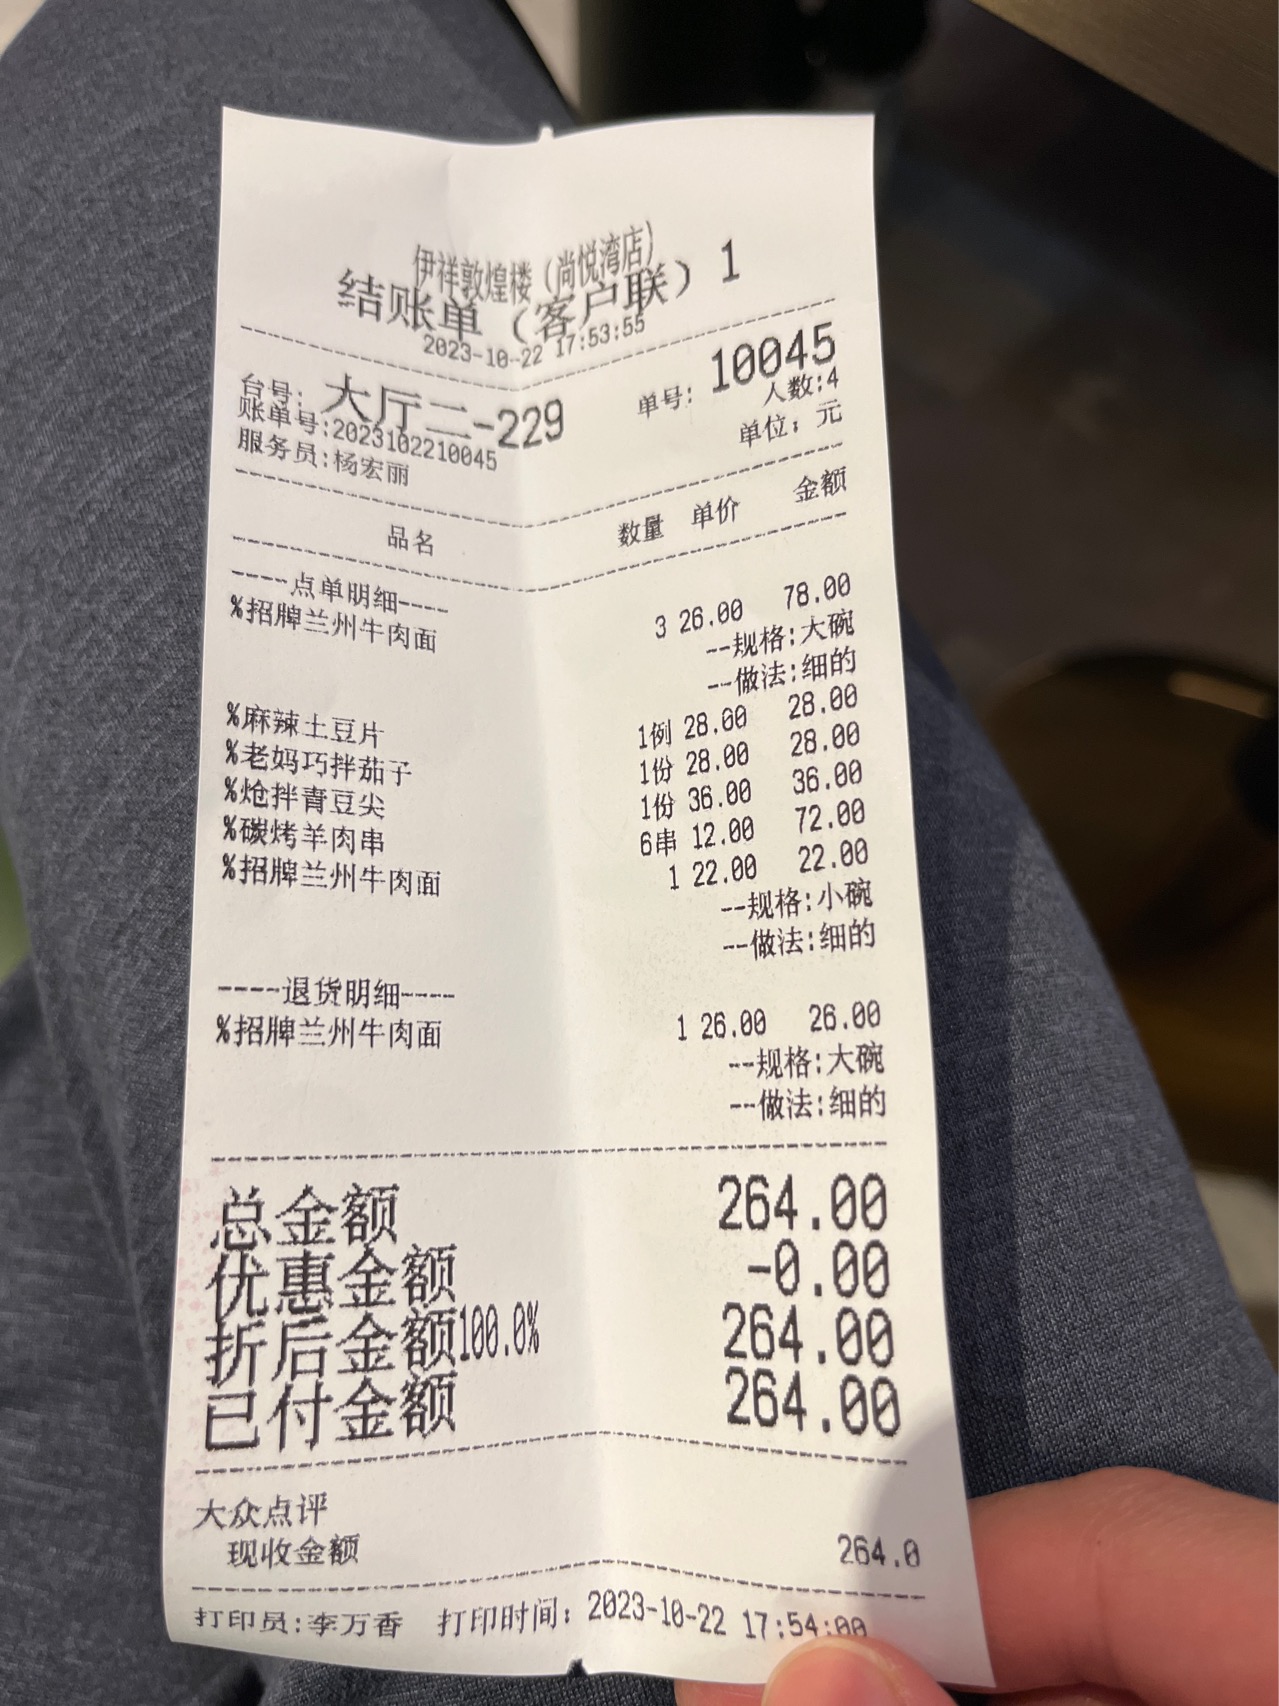 伊祥敦煌楼（尚悦湾店）
结账单（客户联）1
2023-10-22 17:53:55
台号：大厅二-229 单号：10045
账单号:2023102210045 人数:4
服务员:杨宏丽 单位：元
品名 数量 单价 金额
----点单明细----
%招牌兰州牛肉面 3 26.00 78.00
--规格:大碗
--做法:细的
%麻辣土豆片 1例 28.00 28.00
%老妈巧拌茄子 1份 28.00 28.00
%炝拌青豆尖 1份 36.00 36.00
%碳烤羊肉串 6串 12.00 72.00
%招牌兰州牛肉面 1 22.00 22.00
--规格:小碗
--做法:细的
----退货明细----
%招牌兰州牛肉面 1 26.00 26.00
--规格:大碗
--做法:细的
总金额 264.00
优惠金额 -0.00
折后金额100.0% 264.00
已付金额 264.00
大众点评
现收金额 264.0
打印员:李万香 打印时间：2023-10-22 17:54:00